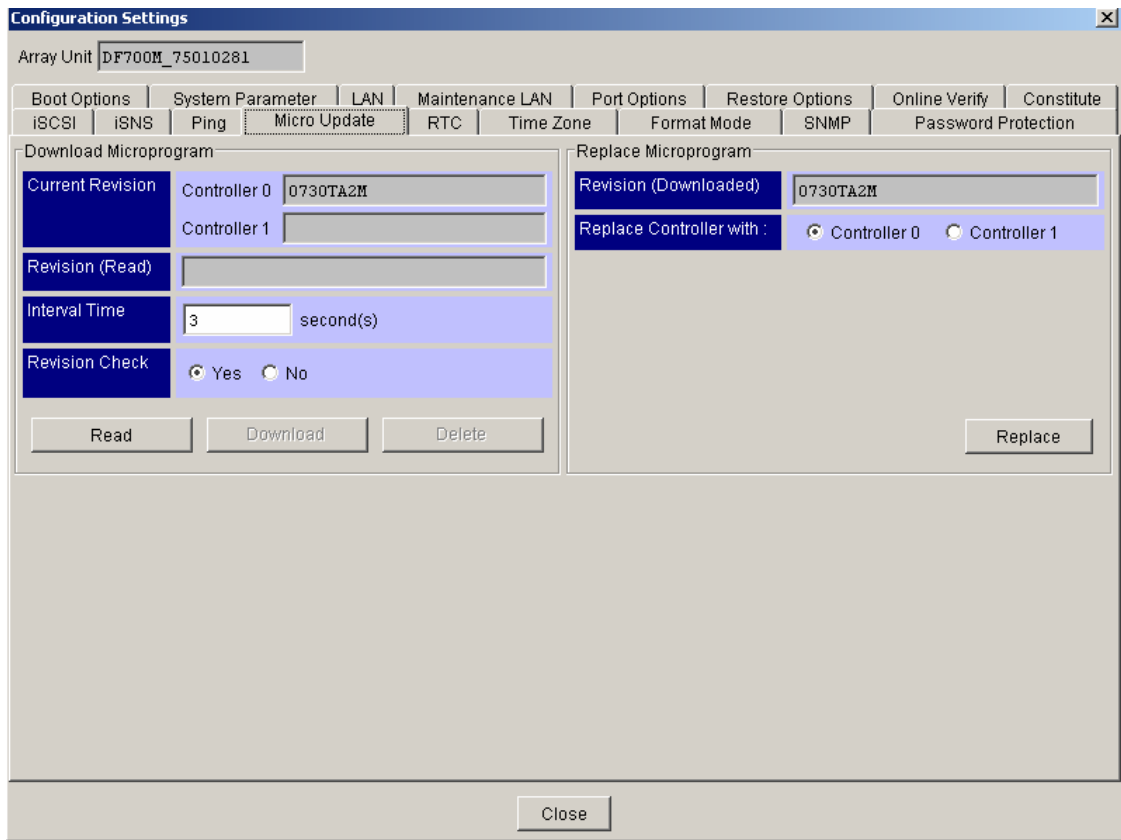 Configuration Settings
Array Unit DF700M_75010281
Boot Options System Parameter LAN Maintenance LAN Port Options Restore Options Online Verify Constitute
iSCSI iSNS Ping Micro Update RTC Time Zone Format Mode SNMP Password Protection
Download Microprogram
Current Revision Controller 0 0730TA2M
Controller 1
Revision (Read)
Interval Time 3 second(s)
Revision Check Yes No
Read Download Delete
Replace Microprogram
Revision (Downloaded) 0730TA2M
Replace Controller with : Controller 0 Controller 1
Replace
Close